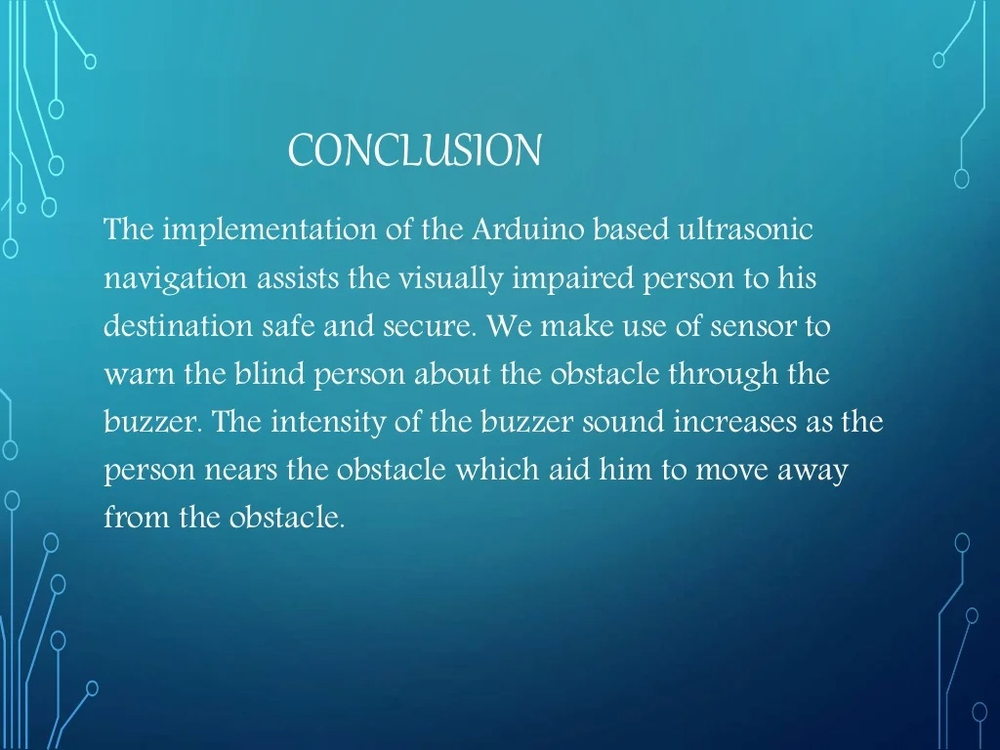 CONCLUSION
The implementation of the Arduino based ultrasonic
navigation assists the visually impaired person to his
destination safe and secure. We make use of sensor to
warn the blind person about the obstacle through the
buzzer. The intensity of the buzzer sound increases as the
person nears the obstacle which aid him to move away
from the obstacle.